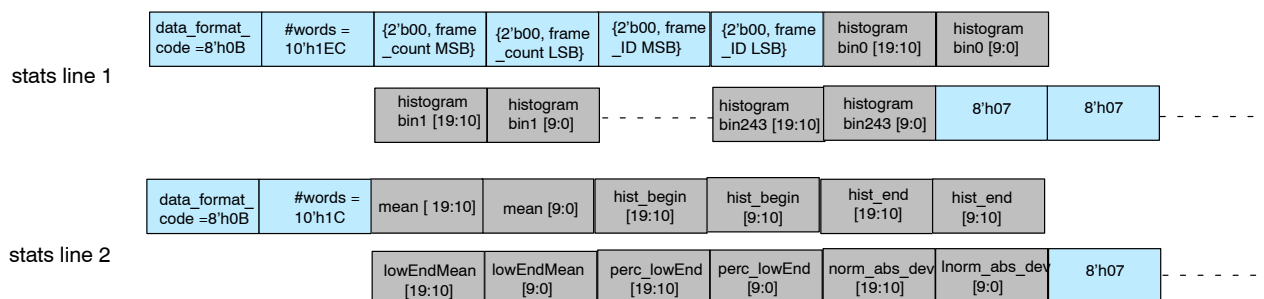 stats line 1
data_format_
code =8'h0B
#words =
10'h1EC
{2'b00, frame
_count MSB}
{2'b00, frame
_count LSB}
{2'b00, frame
_ID MSB}
{2'b00, frame
_ID LSB}
histogram
bin0 [19:10]
histogram
bin0 [9:0]
histogram
bin1 [19:10]
histogram
bin1 [9:0]
histogram
bin243 [19:10]
histogram
bin243 [9:0]
8'h07
8'h07
stats line 2
data_format_
code =8'h0B
#words =
10'h1C
mean [ 19:10]
mean [9:0]
hist_begin
[19:10]
hist_begin
[9:10]
hist_end
[19:10]
hist_end
[9:10]
lowEndMean
[19:10]
lowEndMean
[9:0]
perc_lowEnd
[19:10]
perc_lowEnd
[9:0]
norm_abs_dev
[19:10]
lnorm_abs_dev
[9:0]
8'h07